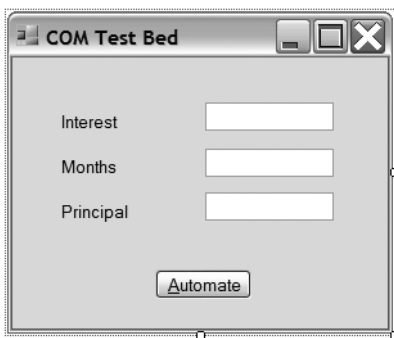 COM Test Bed
Interest
Months
Principal
Automate